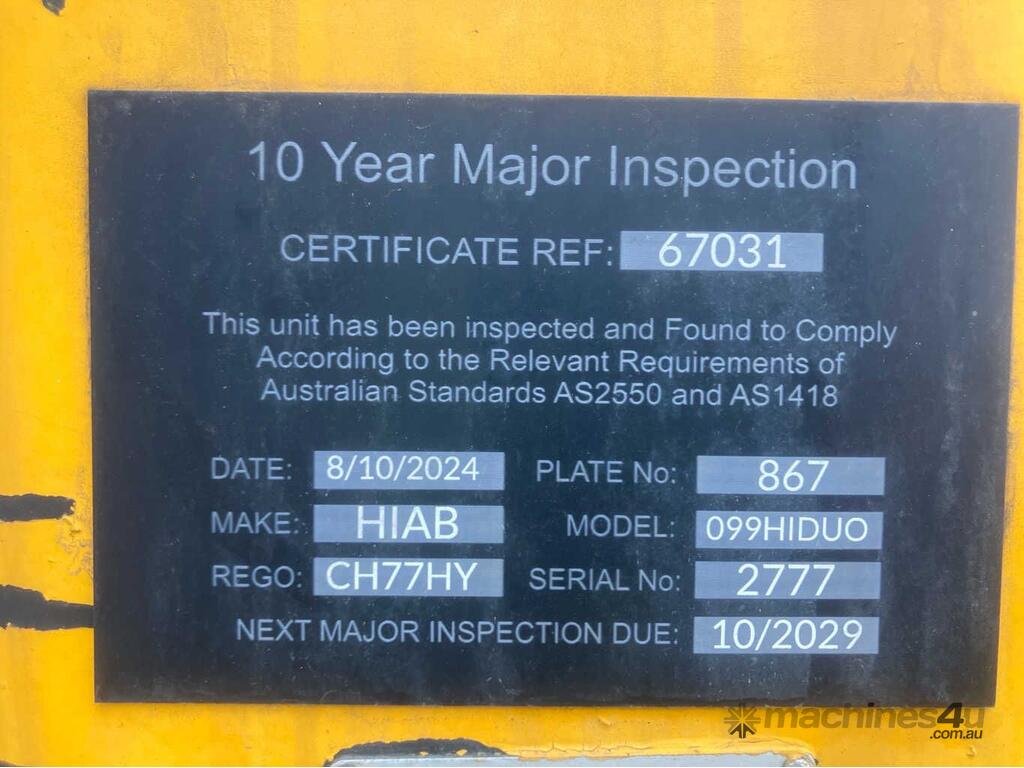 10 Year Major Inspection
CERTIFICATE REF: 67031
This unit has been inspected and Found to Comply
According to the Relevant Requirements of
Australian Standards AS2550 and AS1418
DATE: 8/10/2024 PLATE No: 867
MAKE: HIAB MODEL: 099HIDUO
REGO: CH77HY SERIAL No: 2777
NEXT MAJOR INSPECTION DUE: 10/2029
machines4u
.com.au